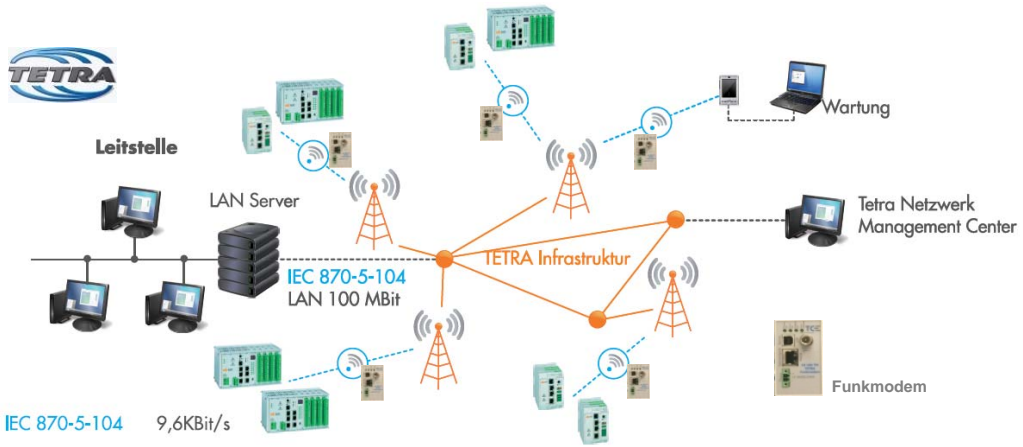 TETRA
Leitstelle
LAN Server
IEC 870-5-104
LAN 100 MBit
TETRA Infrastruktur
Wartung
Tetra Netzwerk
Management Center
Funkmodem
IEC 870-5-104 9,6KBit/s